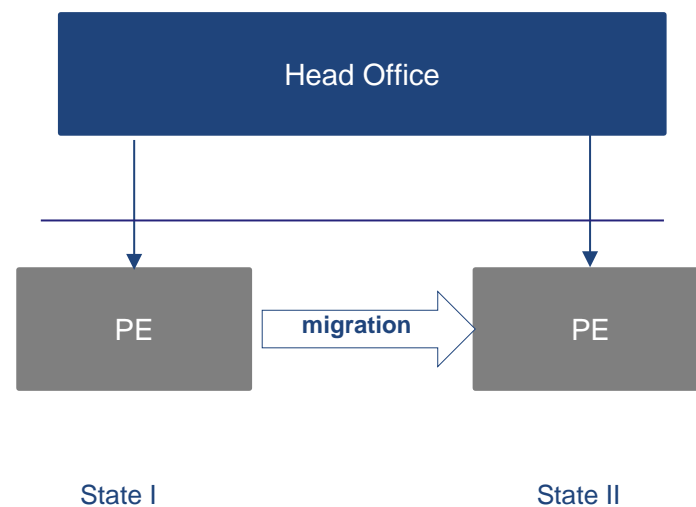 Head Office
PE
migration
PE
State I
State II